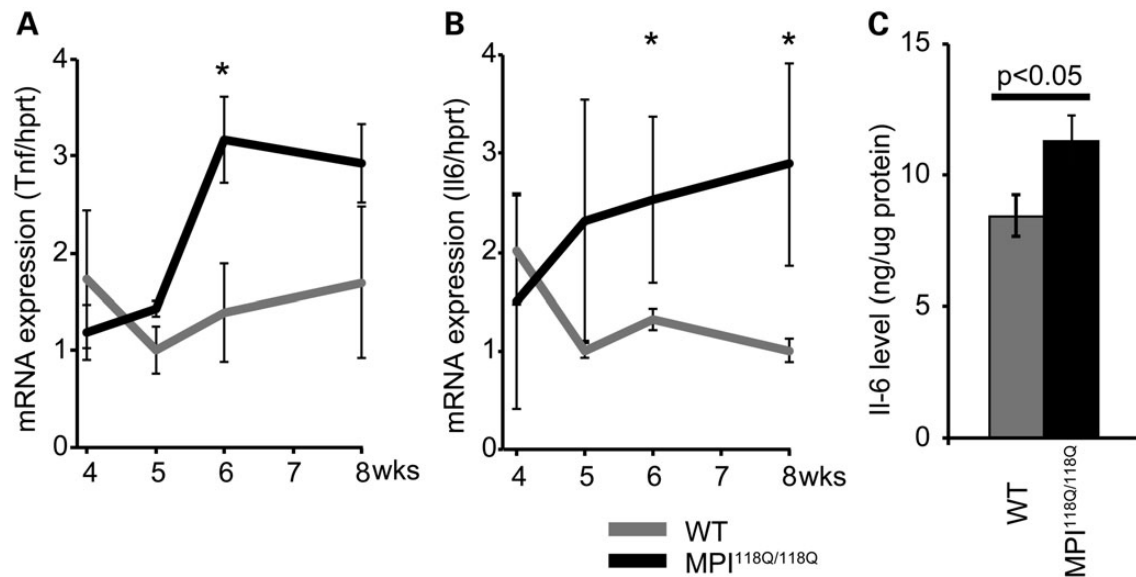 A
mRNA expression (Tnf/hprt)
4
3
2
1
0
*
4 5 6 7 8wks
B
mRNA expression (Il6/hprt)
4
3
2
1
0
* *
4 5 6 7 8wks
C
Il-6 level (ng/ug protein)
15
10
5
0
p<0.05
WT
MPI118Q/118Q
WT
MPI118Q/118Q